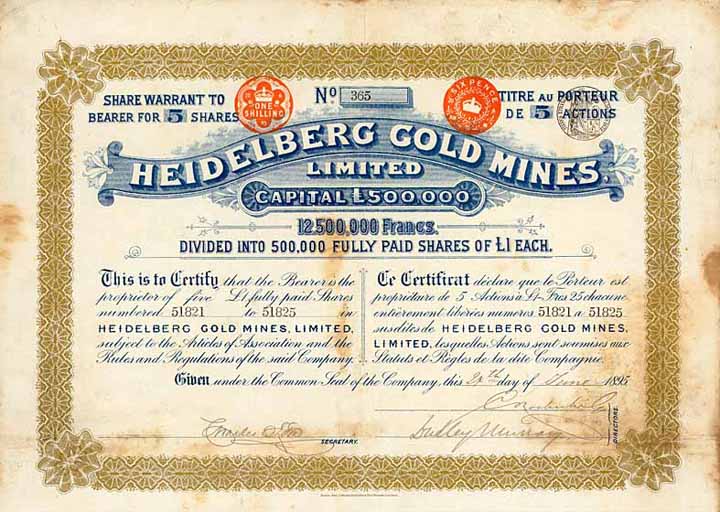 SHARE WARRANT TO
BEARER FOR 5 SHARES
ONE
SHILLING
No 365
SIX PENCE
TITRE AU PORTEUR
DE 5 ACTIONS
HEIDELBERG GOLD MINES.
LIMITED
CAPITAL £500.000
12,500,000 Francs.
DIVIDED INTO 500,000 FULLY PAID SHARES OF £1 EACH.
This is to Certify that the Bearer is the
proprietor of five £1 fully paid Shares
numbered 51821 to 51825 in
HEIDELBERG GOLD MINES, LIMITED,
subject to the Articles of Association and the
Rules and Regulations of the said Company.
Ce Certificat déclare que le Porteur est
propriétaire de 5 Actions à £1- Frcs 25 chacune
entièrement libérées numéros 51821 à 51825
susdites de HEIDELBERG GOLD MINES,
LIMITED, lesquelles Actions sont soumises aux
Statuts et Règles de la dite Compagnie.
Given under the Common Seal of the Company, this 20th day of June 1895
Dudley Murray
SECRETARY.
DIRECTORS.